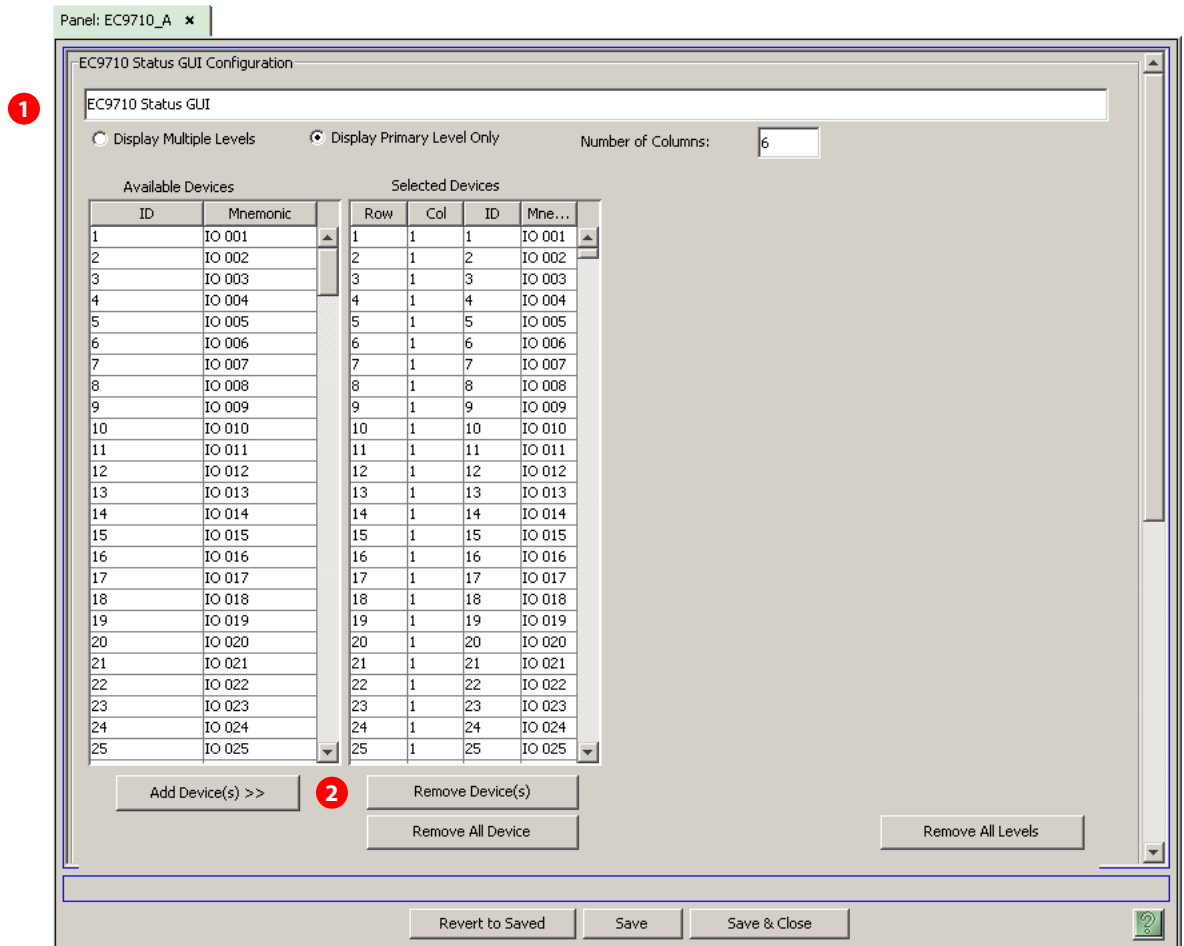 Panel: EC9710_A ×
EC9710 Status GUI Configuration
1
EC9710 Status GUI
Display Multiple Levels Display Primary Level Only Number of Columns: 6
Available Devices Selected Devices
ID Mnemonic Row Col ID Mne...
1 IO 001 1 1 1 IO 001
2 IO 002 2 1 2 IO 002
3 IO 003 3 1 3 IO 003
4 IO 004 4 1 4 IO 004
5 IO 005 5 1 5 IO 005
6 IO 006 6 1 6 IO 006
7 IO 007 7 1 7 IO 007
8 IO 008 8 1 8 IO 008
9 IO 009 9 1 9 IO 009
10 IO 010 10 1 10 IO 010
11 IO 011 11 1 11 IO 011
12 IO 012 12 1 12 IO 012
13 IO 013 13 1 13 IO 013
14 IO 014 14 1 14 IO 014
15 IO 015 15 1 15 IO 015
16 IO 016 16 1 16 IO 016
17 IO 017 17 1 17 IO 017
18 IO 018 18 1 18 IO 018
19 IO 019 19 1 19 IO 019
20 IO 020 20 1 20 IO 020
21 IO 021 21 1 21 IO 021
22 IO 022 22 1 22 IO 022
23 IO 023 23 1 23 IO 023
24 IO 024 24 1 24 IO 024
25 IO 025 25 1 25 IO 025
Add Device(s) >> 2 Remove Device(s)
Remove All Device Remove All Levels
Revert to Saved Save Save & Close ?